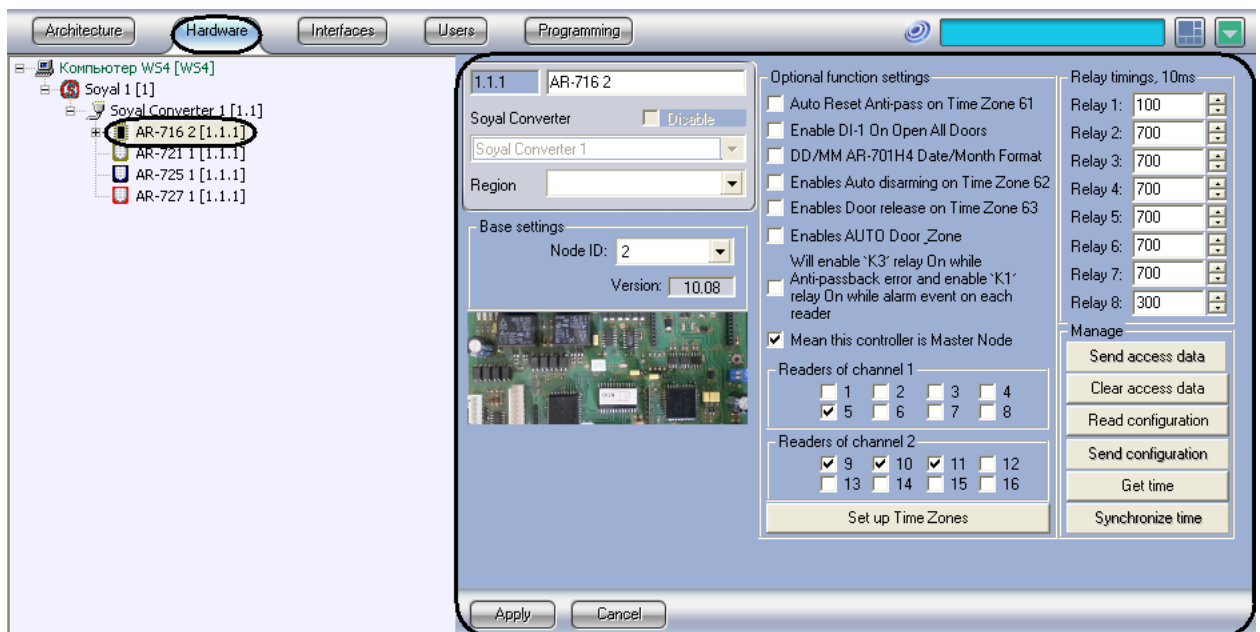 Architecture Hardware Interfaces Users Programming
Компьютер WS4 [WS4]
Soyal 1 [1]
Soyal Converter 1 [1.1]
AR-716 2 [1.1.1]
AR-721 1 [1.1.1]
AR-725 1 [1.1.1]
AR-727 1 [1.1.1]
1.1.1 AR-716 2
Soyal Converter Disable
Soyal Converter 1
Region
Base settings
Node ID: 2
Version: 10.08
Optional function settings
Auto Reset Anti-pass on Time Zone 61
Enable DI-1 On Open All Doors
DD/MM AR-701H4 Date/Month Format
Enables Auto disarming on Time Zone 62
Enables Door release on Time Zone 63
Enables AUTO Door_Zone
Will enable `K3´ relay On while
Anti-passback error and enable `K1´
relay On while alarm event on each
reader
Mean this controller is Master Node
Readers of channel 1
1 2 3 4
5 6 7 8
Readers of channel 2
9 10 11 12
13 14 15 16
Set up Time Zones
Relay timings, 10ms
Relay 1: 100
Relay 2: 700
Relay 3: 700
Relay 4: 700
Relay 5: 700
Relay 6: 700
Relay 7: 700
Relay 8: 300
Manage
Send access data
Clear access data
Read configuration
Send configuration
Get time
Synchronize time
Apply Cancel